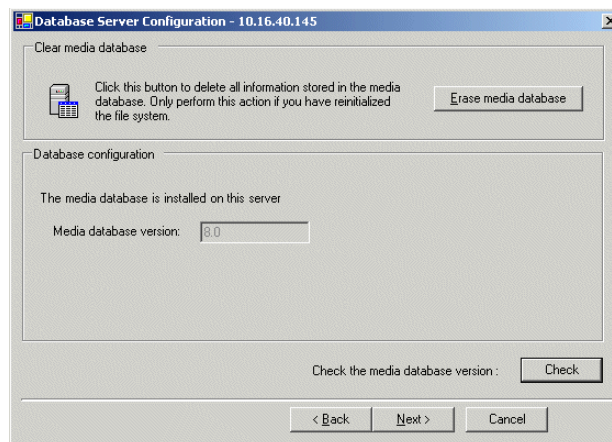 Database Server Configuration - 10.16.40.145
Clear media database
Click this button to delete all information stored in the media
database. Only perform this action if you have reinitialized
the file system.
Erase media database
Database configuration
The media database is installed on this server
Media database version: 8.0
Check the media database version : Check
< Back Next > Cancel